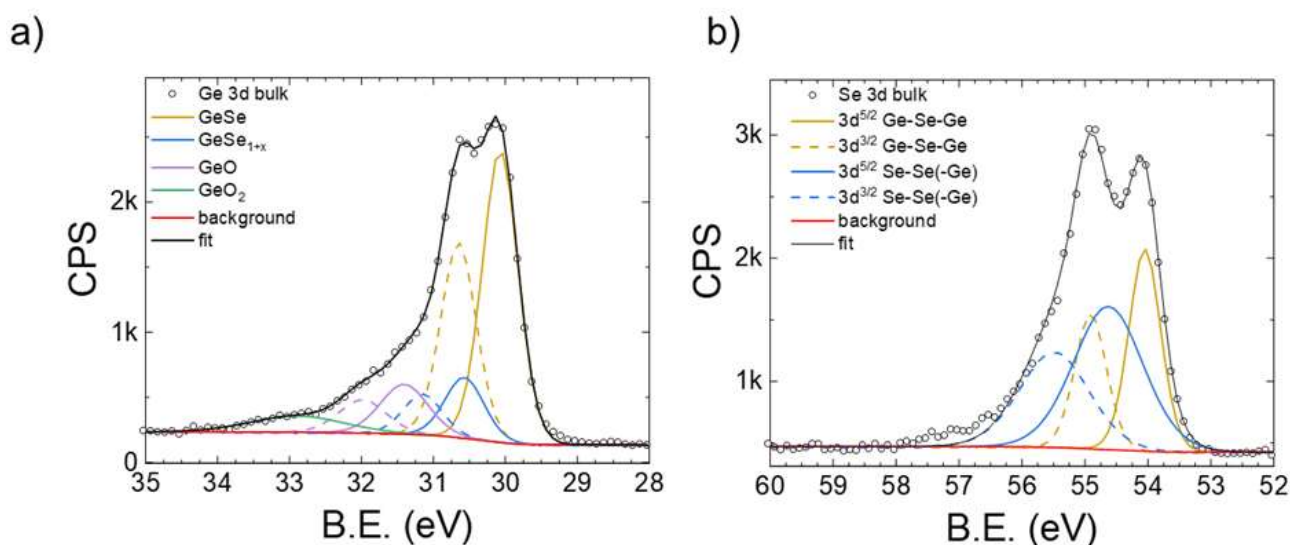 a)
Ge 3d bulk
GeSe
GeSe1+x
GeO
GeO2
background
fit
2k
1k
0
CPS
35 34 33 32 31 30 29 28
B.E. (eV)
b)
Se 3d bulk
3d5/2 Ge-Se-Ge
3d3/2 Ge-Se-Ge
3d5/2 Se-Se(-Ge)
3d3/2 Se-Se(-Ge)
background
fit
3k
2k
1k
CPS
60 59 58 57 56 55 54 53 52
B.E. (eV)